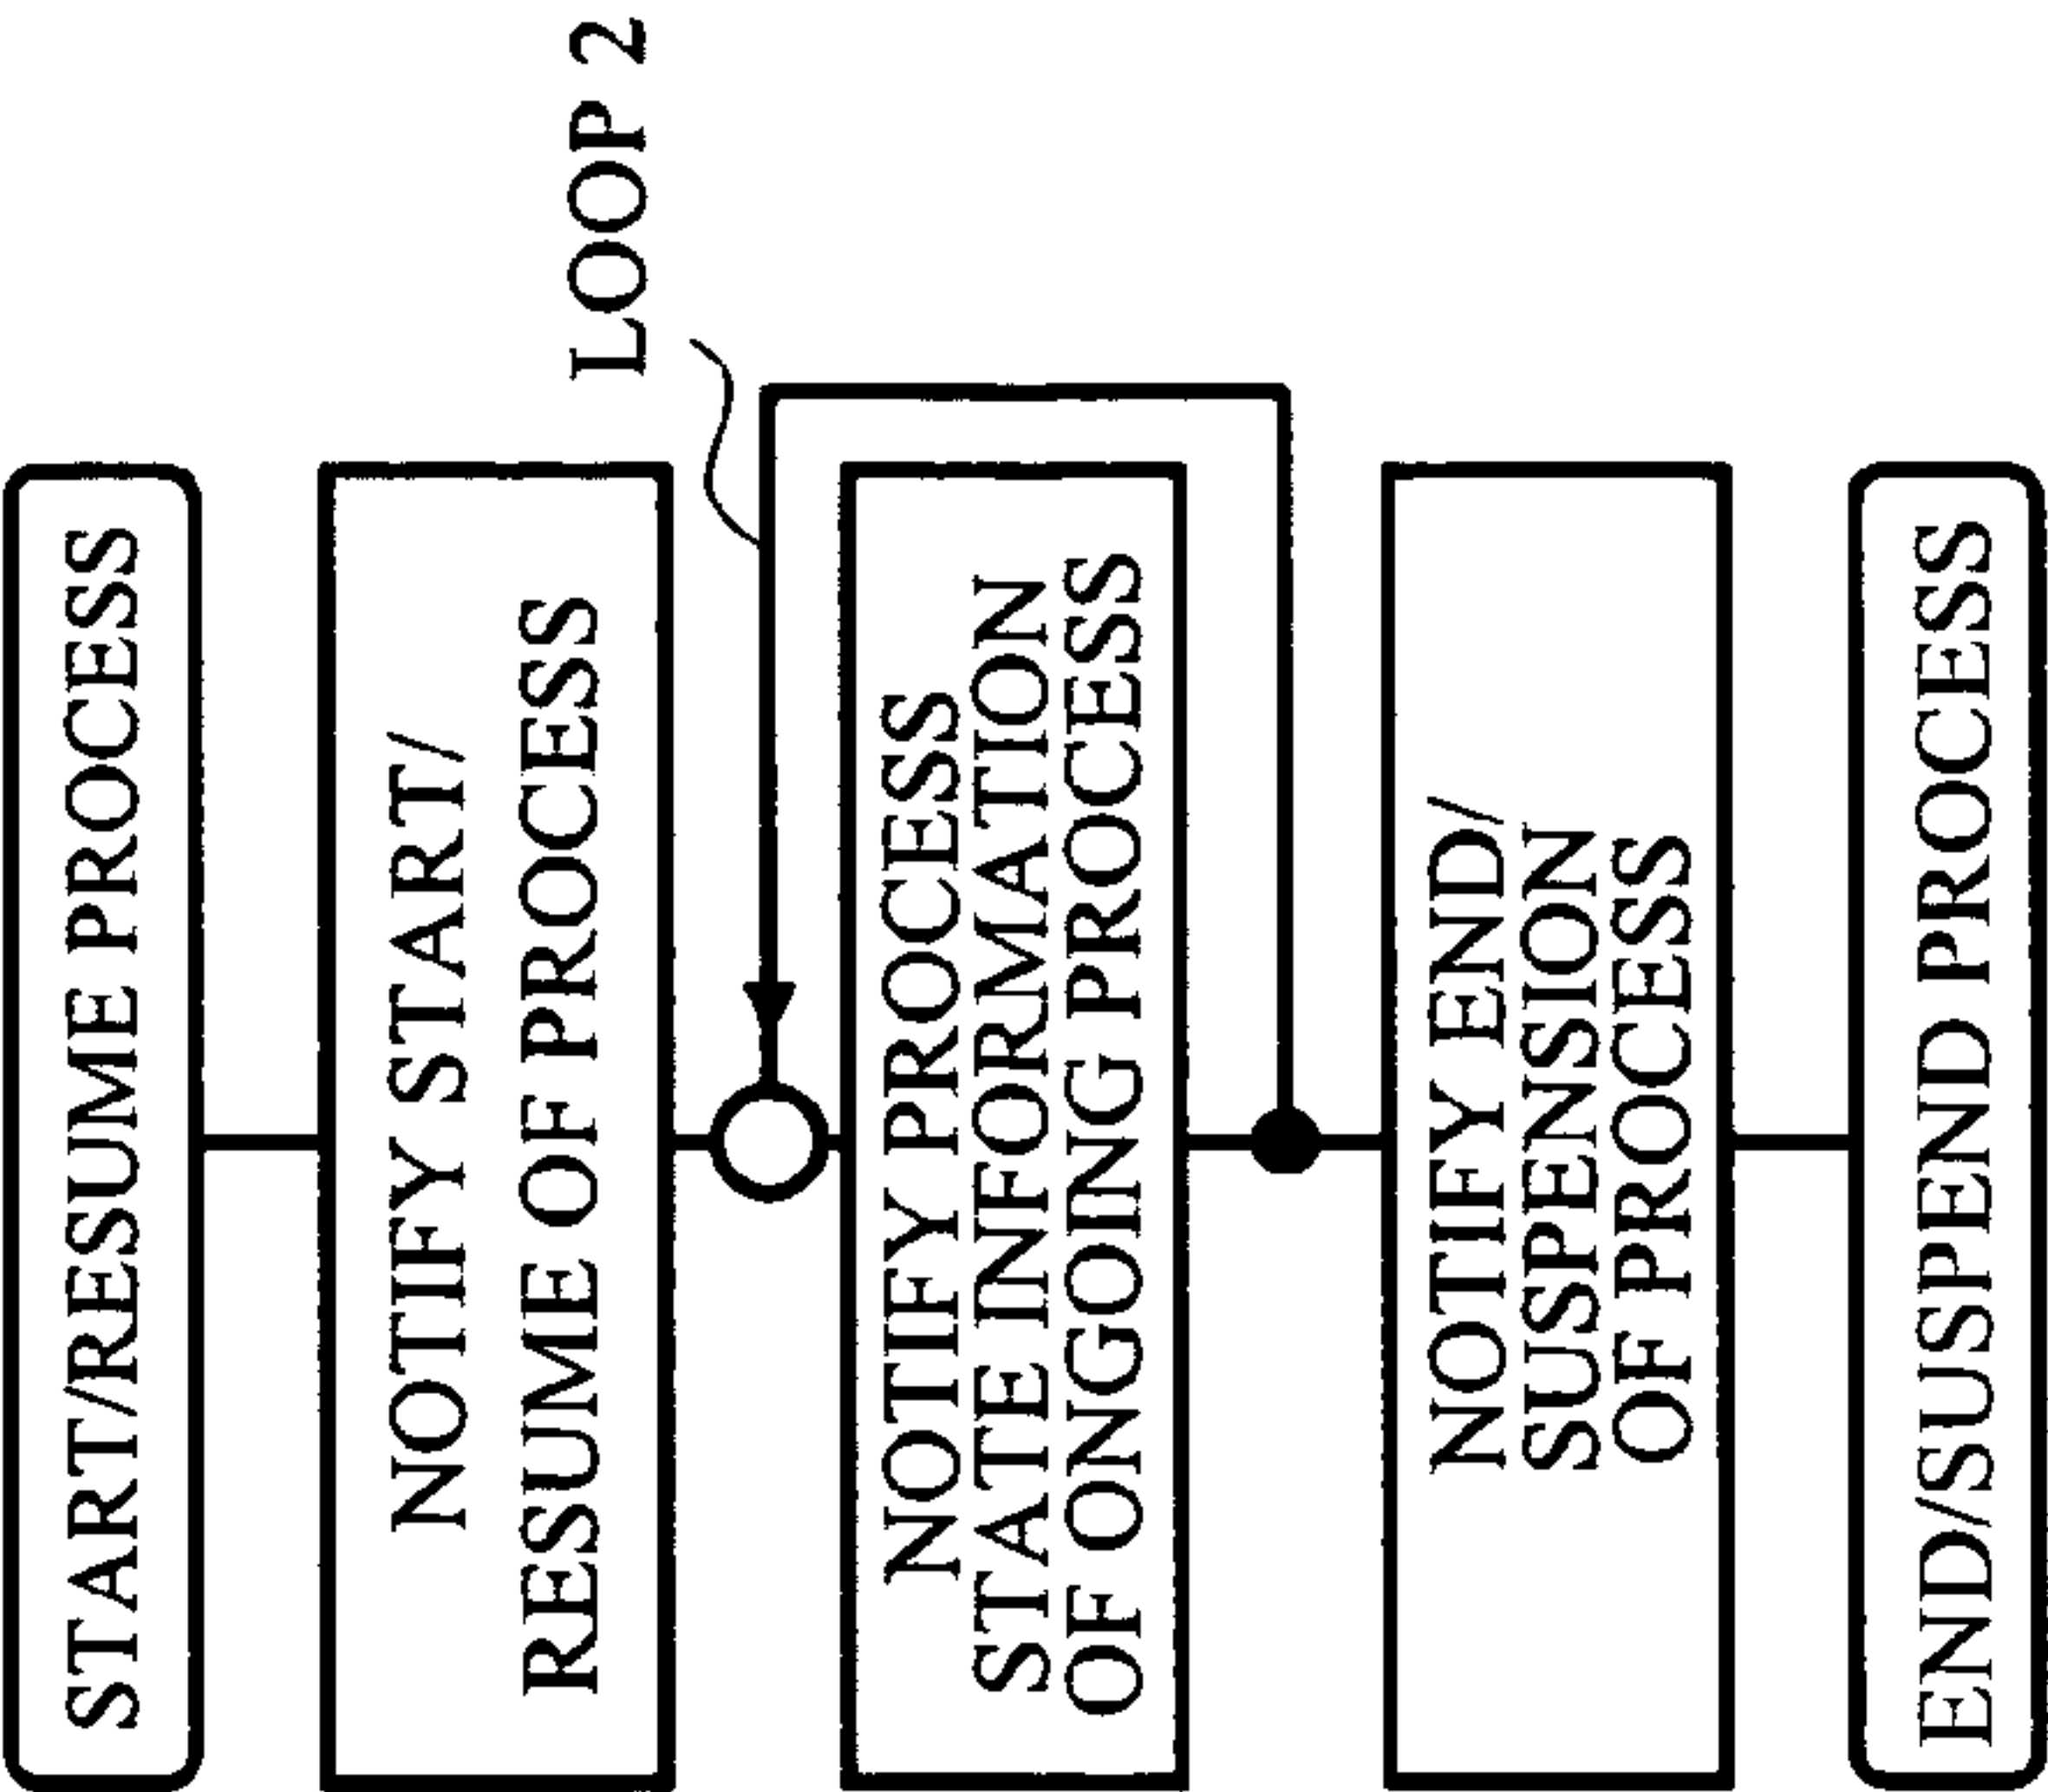 START/RESUME PROCESS
NOTIFY START/
RESUME OF PROCESS
LOOP 2
NOTIFY PROCESS
STATE INFORMATION
OF ONGOING PROCESS
NOTIFY END/
SUSPENSION
OF PROCESS
END/SUSPEND PROCESS